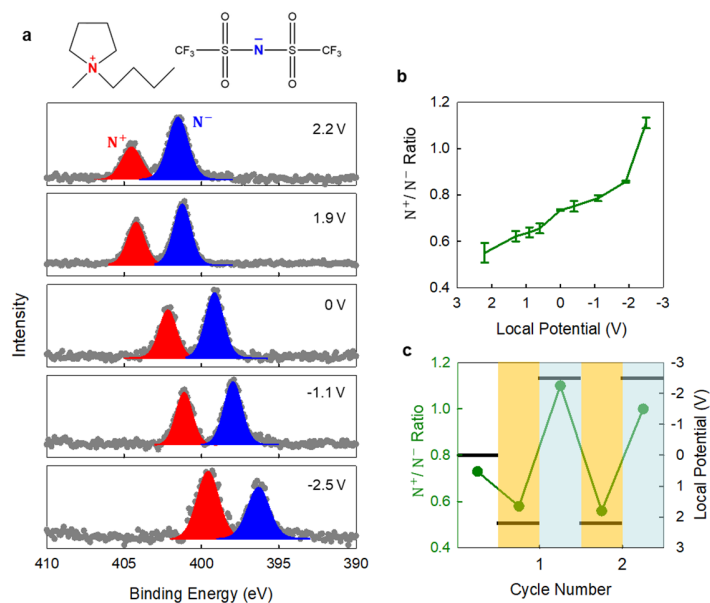 a
N
+
CF3
S
O
O
N
−
S
O
O
CF3
N+
N−
2.2 V
1.9 V
0 V
-1.1 V
-2.5 V
Intensity
410
405
400
395
390
Binding Energy (eV)
b
N+/ N− Ratio
1.2
1.0
0.8
0.6
0.4
3
2
1
0
-1
-2
-3
Local Potential (V)
c
N+/ N− Ratio
1.2
1.0
0.8
0.6
0.4
-3
-2
-1
0
1
2
3
Local Potential (V)
1
2
Cycle Number